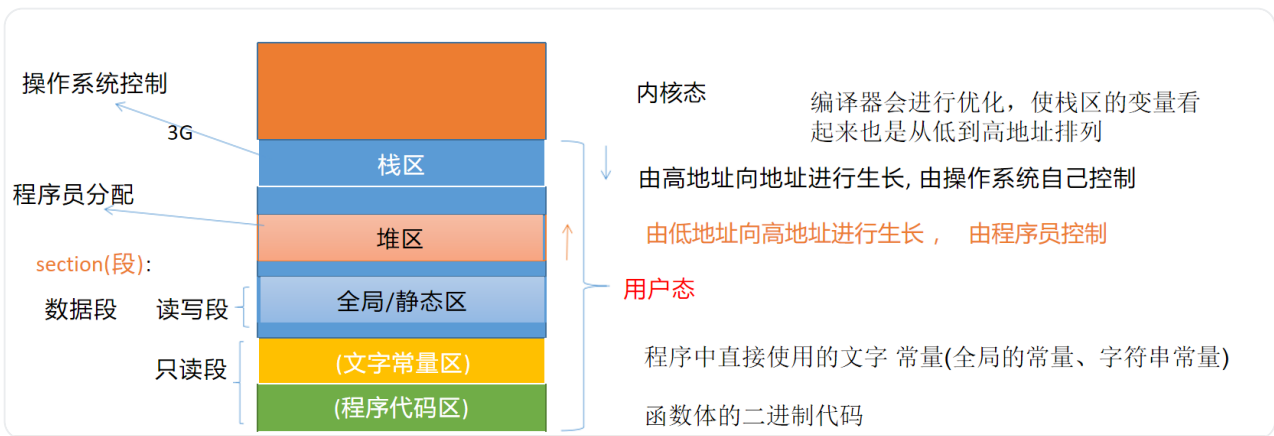 操作系统控制
3G
程序员分配
section(段):
数据段
读写段
只读段
栈区
堆区
全局/静态区
(文字常量区)
(程序代码区)
内核态
编译器会进行优化，使栈区的变量看
起来也是从低到高地址排列
由高地址向地址进行生长, 由操作系统自己控制
由低地址向高地址进行生长， 由程序员控制
用户态
程序中直接使用的文字 常量(全局的常量、字符串常量)
函数体的二进制代码